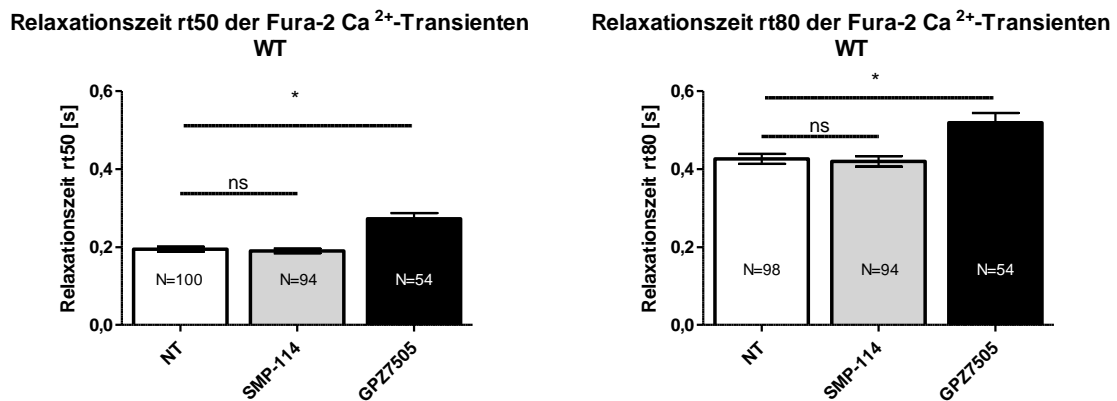 Relaxationszeit rt50 der Fura-2 Ca 2+-Transienten
WT
Relaxationszeit rt50 [s]
0,6
0,4
0,2
0,0
*
ns
N=100
N=94
N=54
NT
SMP-114
GPZ7505
Relaxationszeit rt80 der Fura-2 Ca 2+-Transienten
WT
Relaxationszeit rt80 [s]
0,6
0,4
0,2
0,0
*
ns
N=98
N=94
N=54
NT
SMP-114
GPZ7505